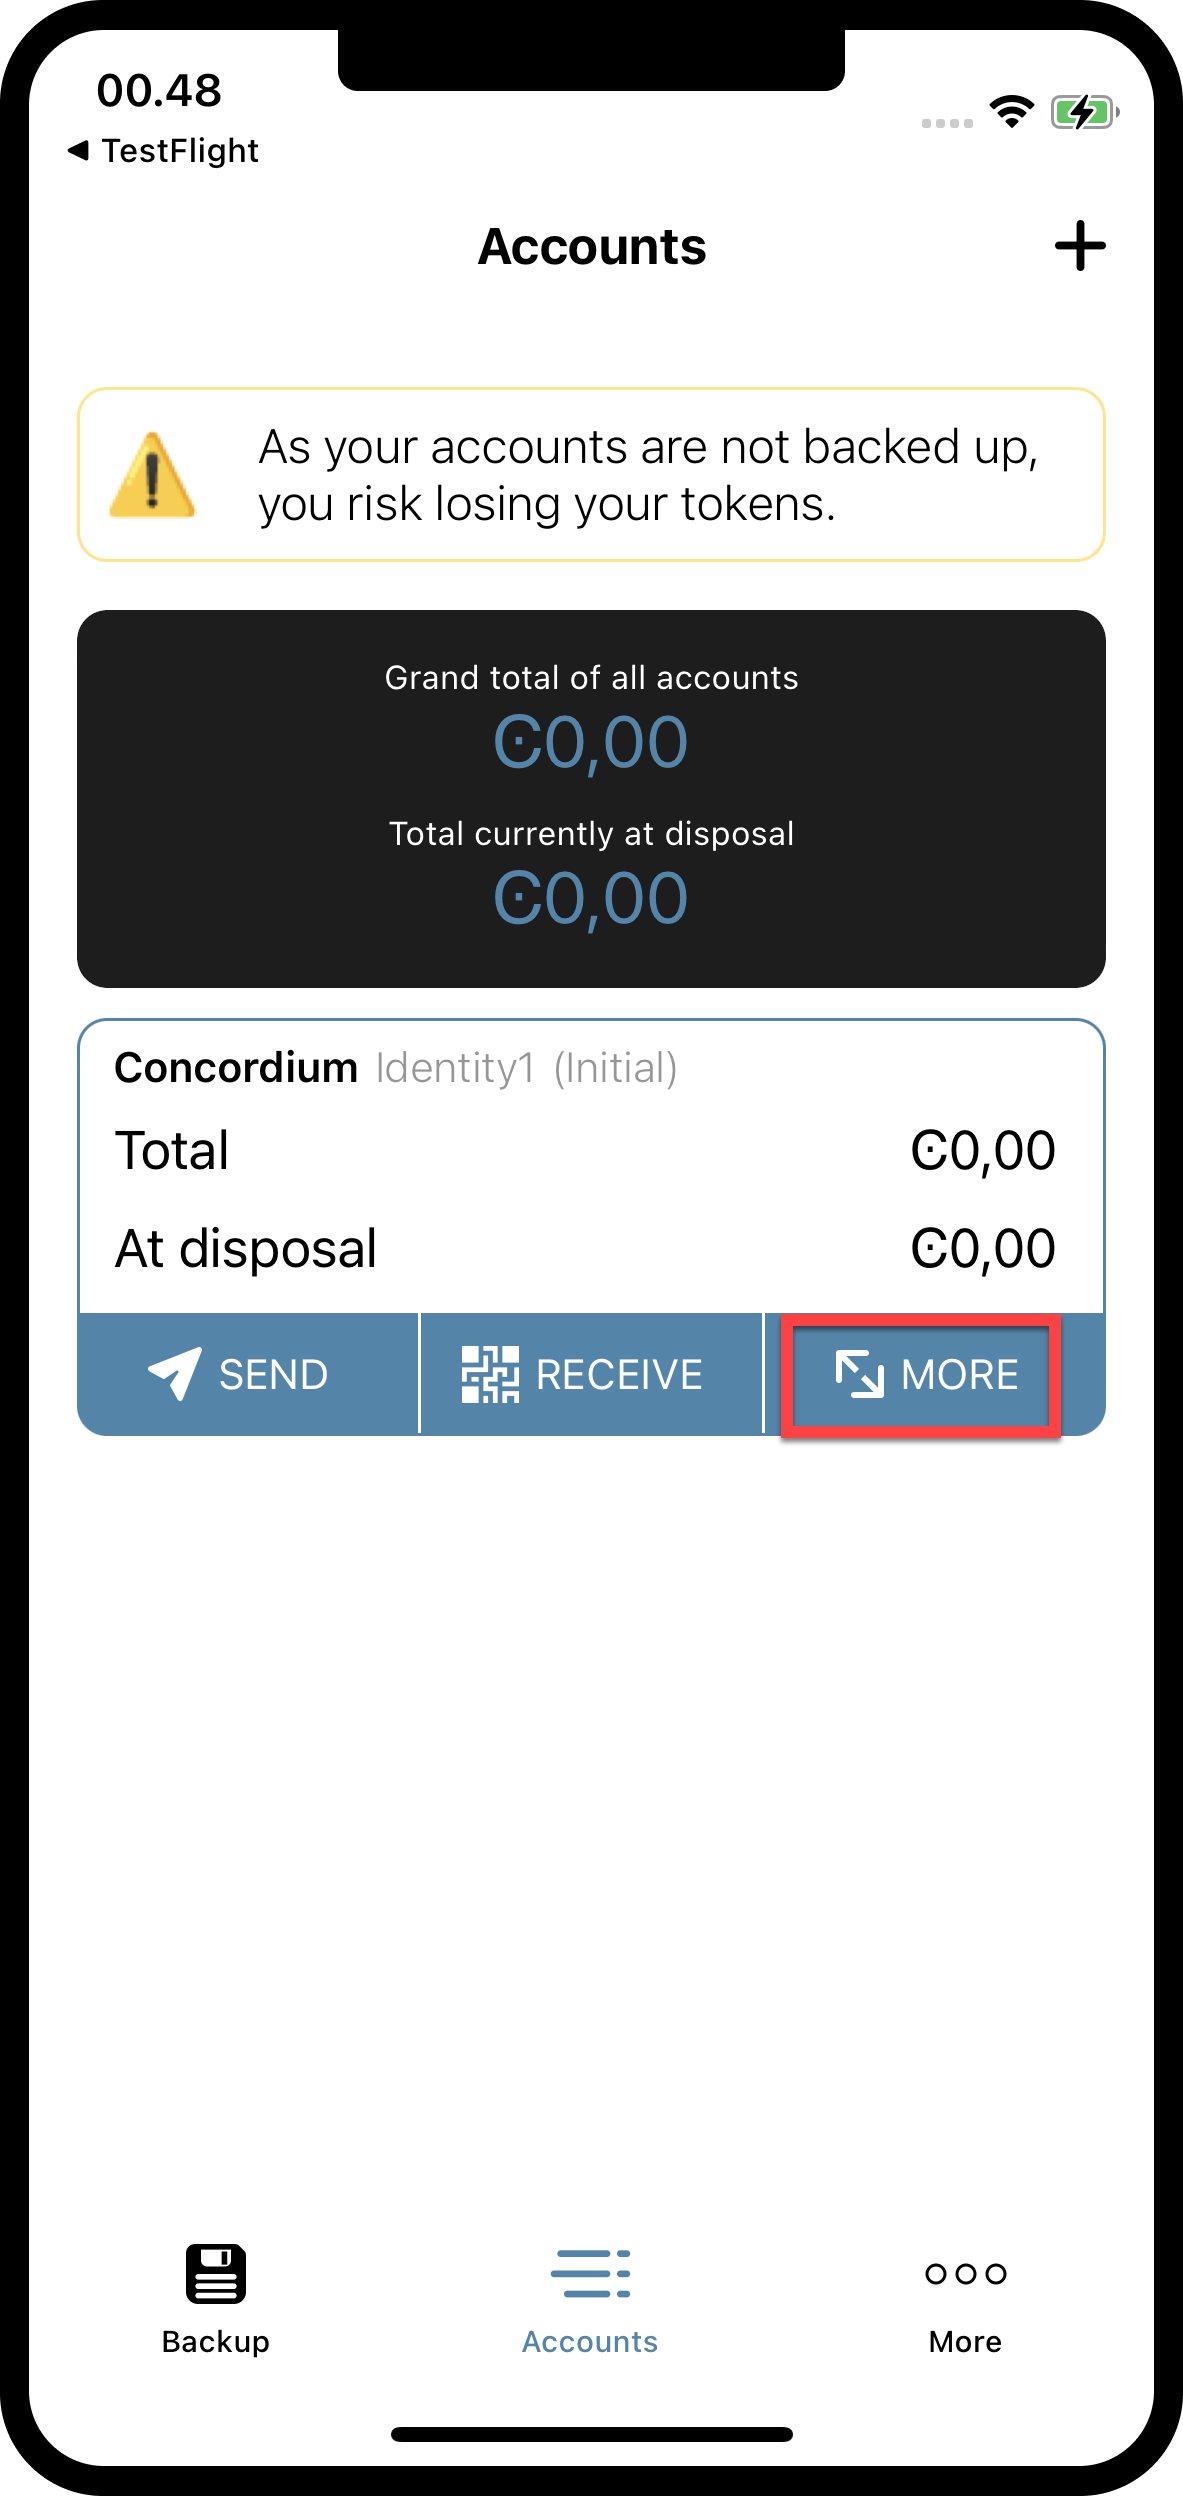 00.48
TestFlight
Accounts
As your accounts are not backed up,
you risk losing your tokens.
Grand total of all accounts
Ͼ0,00
Total currently at disposal
Ͼ0,00
Concordium Identity1 (Initial)
Total Ͼ0,00
At disposal Ͼ0,00
SEND RECEIVE MORE
Backup Accounts More